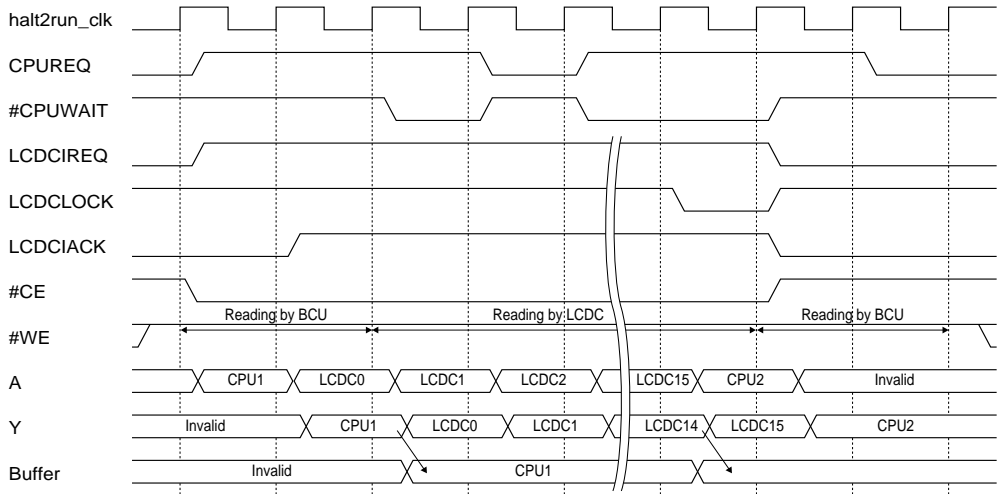 halt2run_clk
CPUREQ
#CPUWAIT
LCDCIREQ
LCDCLOCK
LCDCIACK
#CE
Reading by BCU Reading by LCDC Reading by BCU
#WE
A CPU1 LCDC0 LCDC1 LCDC2 LCDC15 CPU2 Invalid
Y Invalid CPU1 LCDC0 LCDC1 LCDC14 LCDC15 CPU2
Buffer Invalid CPU1